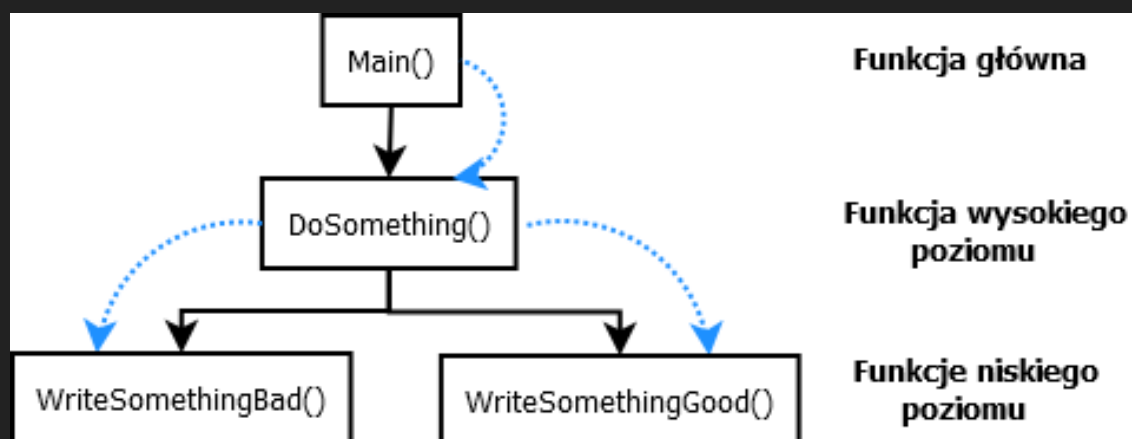 Main()
Funkcja główna
DoSomething()
Funkcja wysokiego
poziomu
WriteSomethingBad()
WriteSomethingGood()
Funkcje niskiego
poziomu